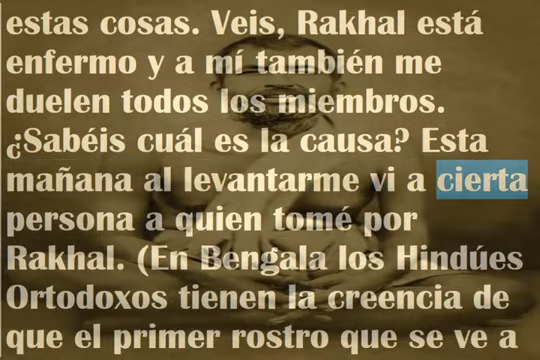 estas cosas. Veis, Rakhal está
enfermo y a mí también me
duelen todos los miembros.
¿Sabéis cuál es la causa? Esta
mañana al levantarme vi a cierta
persona a quien tomé por
Rakhal. (En Bengala los Hindúes
Ortodoxos tienen la creencia de
que el primer rostro que se ve a